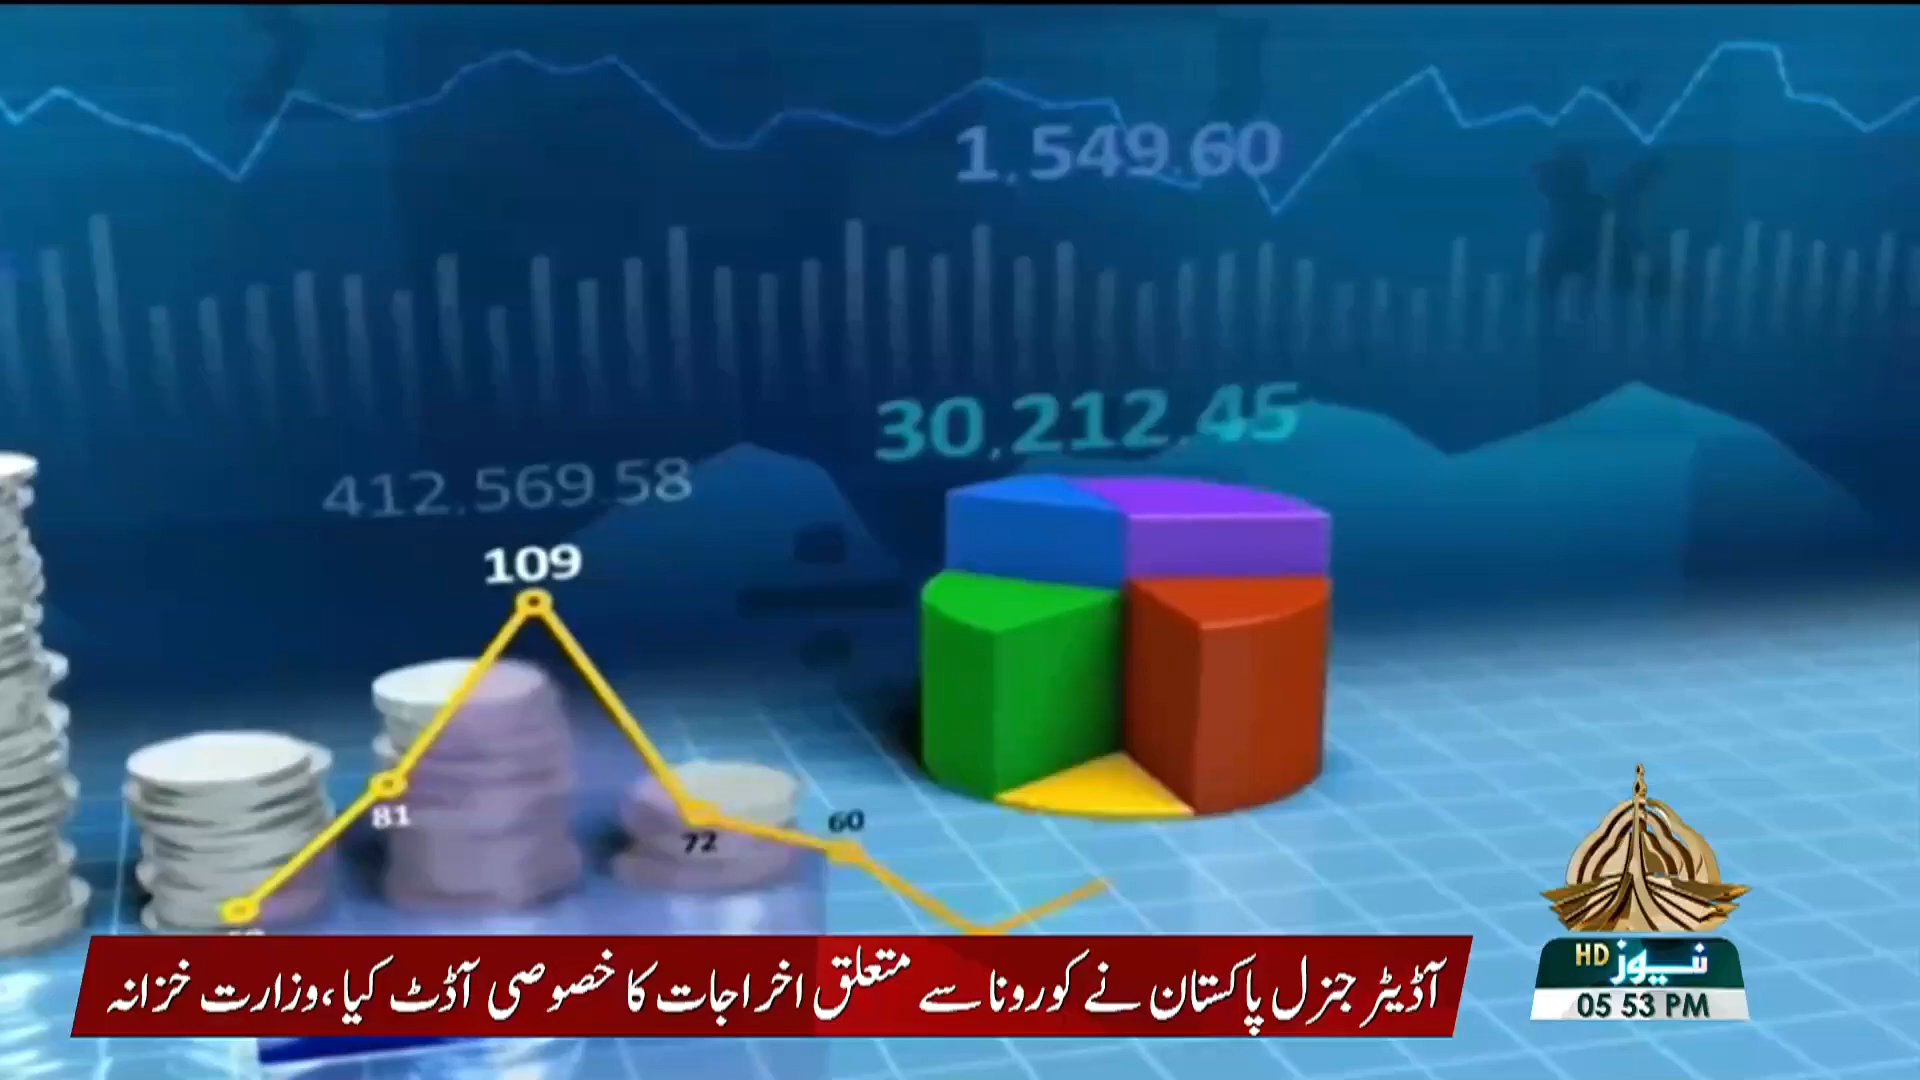 1,549.60
30,212.45
412,569.58
109
81
72
60
آڈیٹر جنرل پاکستان نے کورونا سے متعلق اخراجات کا خصوصی آڈٹ کیا،وزارت خزانہ
نیوز HD
05 53 PM